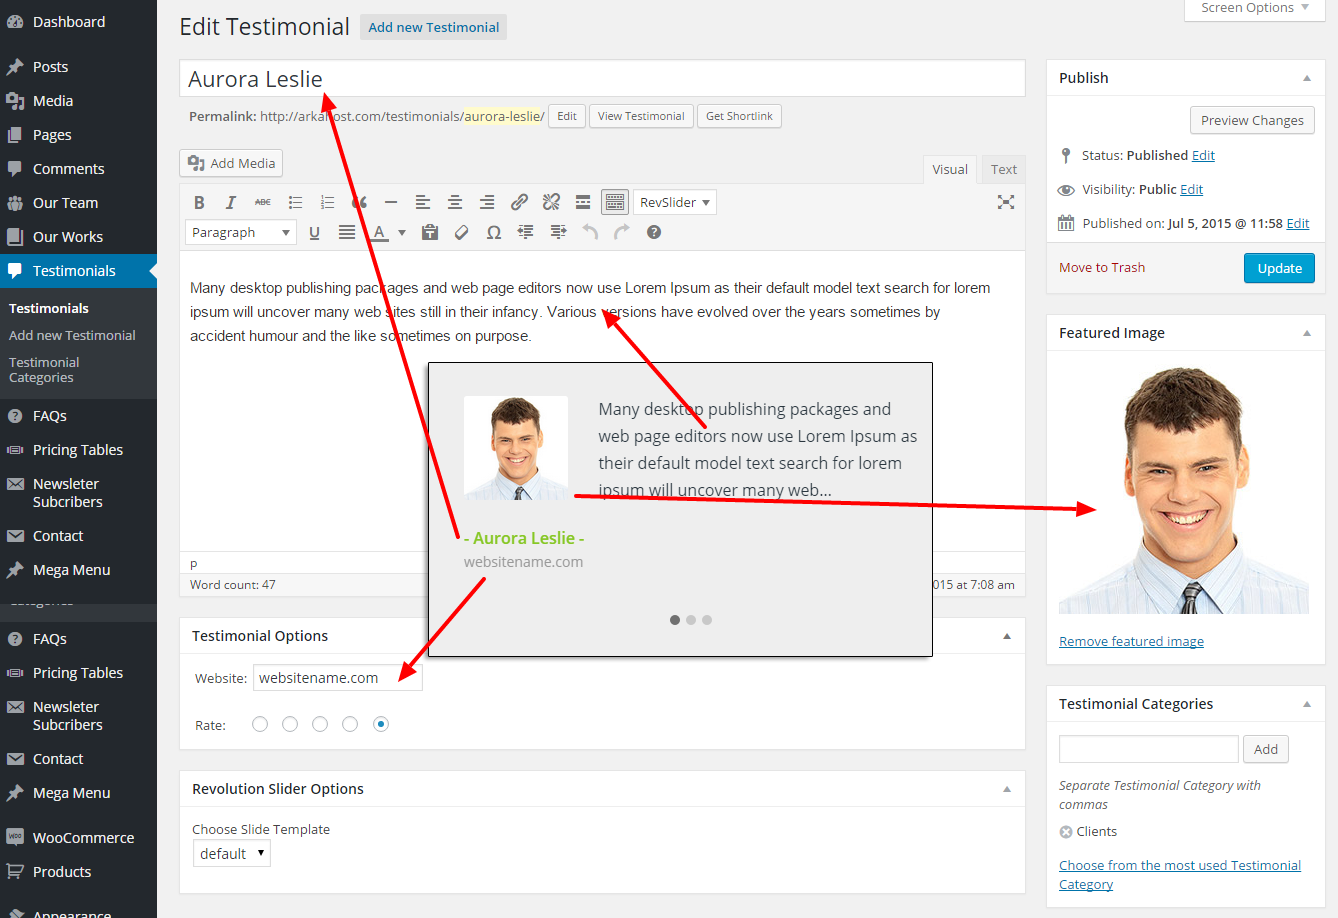 Dashboard
Posts
Media
Pages
Comments
Our Team
Our Works
Testimonials
Testimonials
Add new Testimonial
Testimonial
Categories
FAQs
Pricing Tables
Newsleter
Subcribers
Contact
Mega Menu
Categories
FAQs
Pricing Tables
Newsleter
Subcribers
Contact
Mega Menu
WooCommerce
Products
Appearance
Screen Options
Edit Testimonial Add new Testimonial
Aurora Leslie
Permalink: http://arkahost.com/testimonials/aurora-leslie/ Edit View Testimonial Get Shortlink
Add Media
Visual Text
B I ABC RevSlider
Paragraph U A Ω
Many desktop publishing packages and web page editors now use Lorem Ipsum as their default model text search for lorem
ipsum will uncover many web sites still in their infancy. Various versions have evolved over the years sometimes by
accident humour and the like sometimes on purpose.
Many desktop publishing packages and
web page editors now use Lorem Ipsum as
their default model text search for lorem
ipsum will uncover many web...
- Aurora Leslie -
websitename.com
p
Word count: 47 015 at 7:08 am
Testimonial Options
Website: websitename.com
Rate:
Revolution Slider Options
Choose Slide Template
default
Publish
Preview Changes
Status: Published Edit
Visibility: Public Edit
Published on: Jul 5, 2015 @ 11:58 Edit
Move to Trash Update
Featured Image
Remove featured image
Testimonial Categories
Add
Separate Testimonial Category with
commas
Clients
Choose from the most used Testimonial
Category